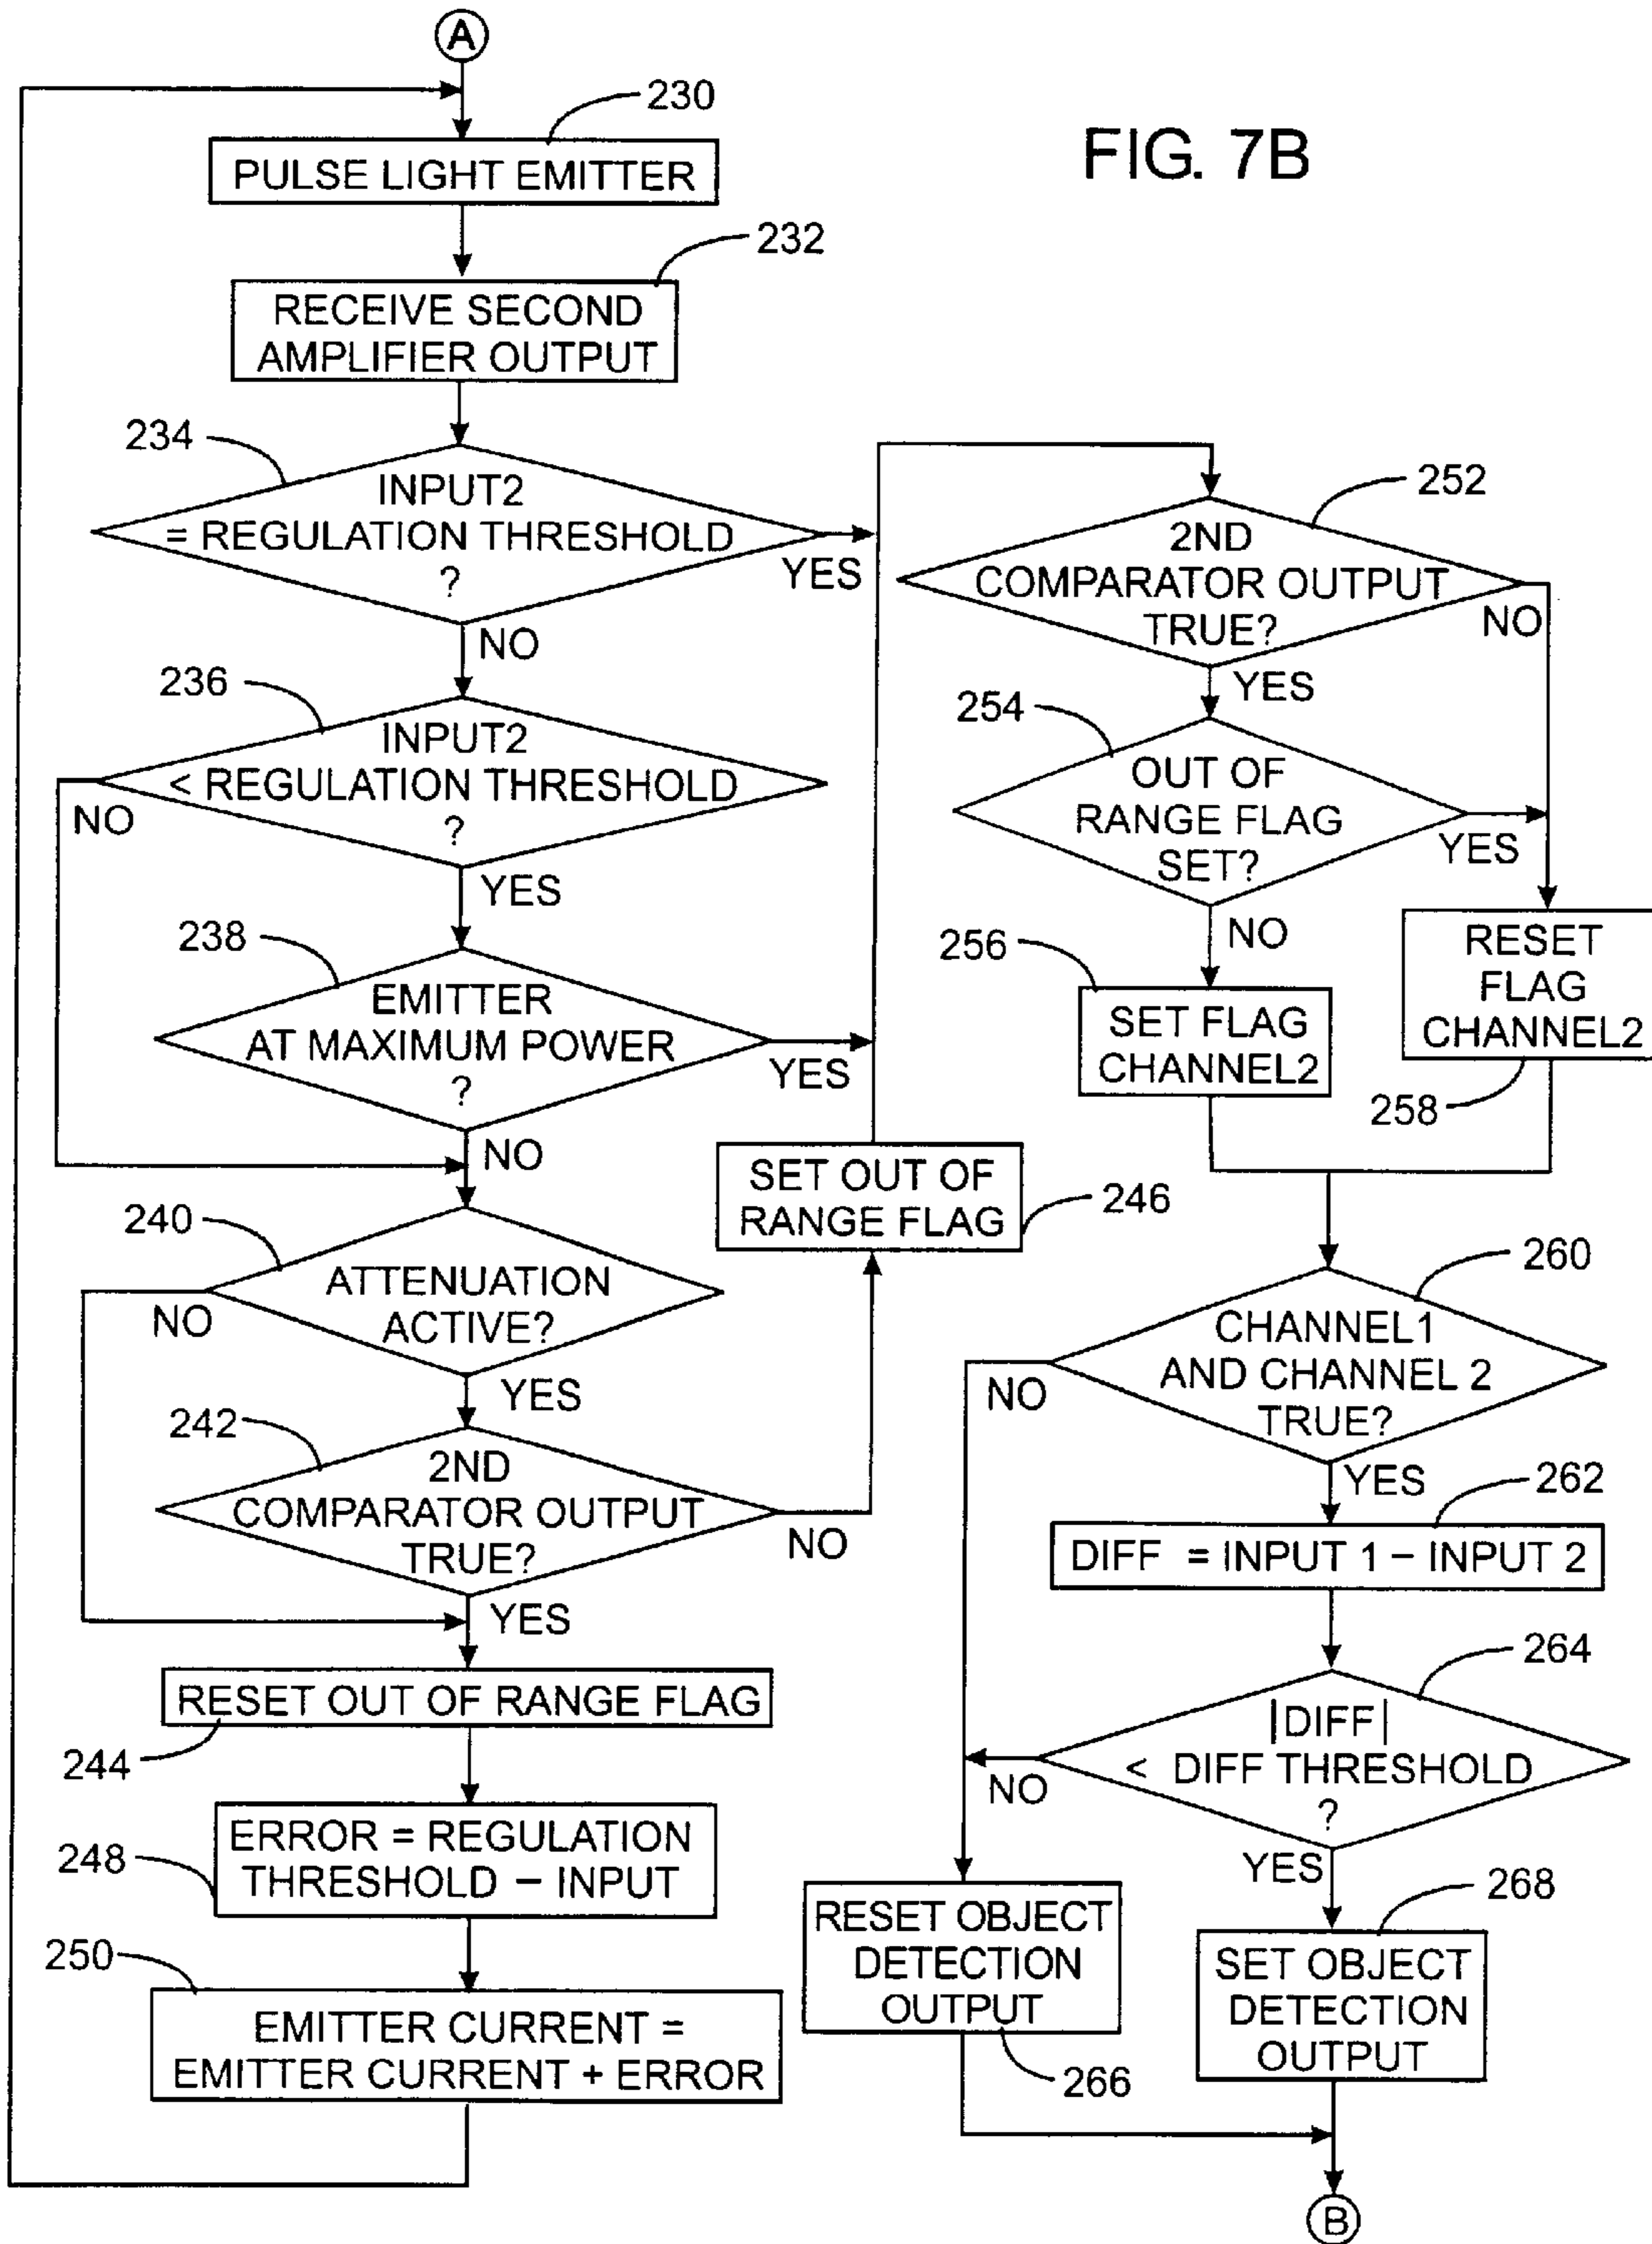 A
FIG. 7B
230
PULSE LIGHT EMITTER
232
RECEIVE SECOND
AMPLIFIER OUTPUT
234
INPUT2
= REGULATION THRESHOLD
?
YES
NO
236
INPUT2
< REGULATION THRESHOLD
?
NO
YES
238
EMITTER
AT MAXIMUM POWER
?
YES
NO
240
ATTENUATION
ACTIVE?
NO
YES
242
2ND
COMPARATOR OUTPUT
TRUE?
NO
YES
RESET OUT OF RANGE FLAG
244
ERROR = REGULATION
THRESHOLD – INPUT
248
250
EMITTER CURRENT =
EMITTER CURRENT + ERROR
SET OUT OF
RANGE FLAG
246
252
2ND
COMPARATOR OUTPUT
TRUE?
NO
YES
254
OUT OF
RANGE FLAG
SET?
YES
NO
256
SET FLAG
CHANNEL2
RESET
FLAG
CHANNEL2
258
260
CHANNEL1
AND CHANNEL 2
TRUE?
NO
YES
262
DIFF = INPUT 1 – INPUT 2
264
|DIFF|
< DIFF THRESHOLD
?
NO
YES
RESET OBJECT
DETECTION
OUTPUT
266
268
SET OBJECT
DETECTION
OUTPUT
B